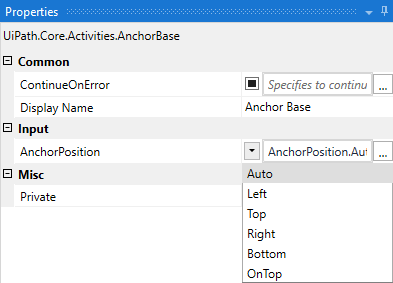 Properties
UiPath.Core.Activities.AnchorBase
Common
ContinueOnError Specifies to continu ...
Display Name Anchor Base
Input
AnchorPosition AnchorPosition.Aut ...
Misc
Auto
Private
Left
Top
Right
Bottom
OnTop